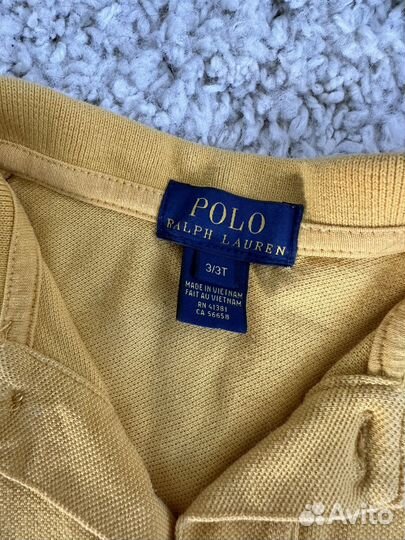 POLO
RALPH LAUREN
3/3T
MADE IN VIETNAM
FAIT AU VIETNAM
RN 41381
CA 56658
Avito